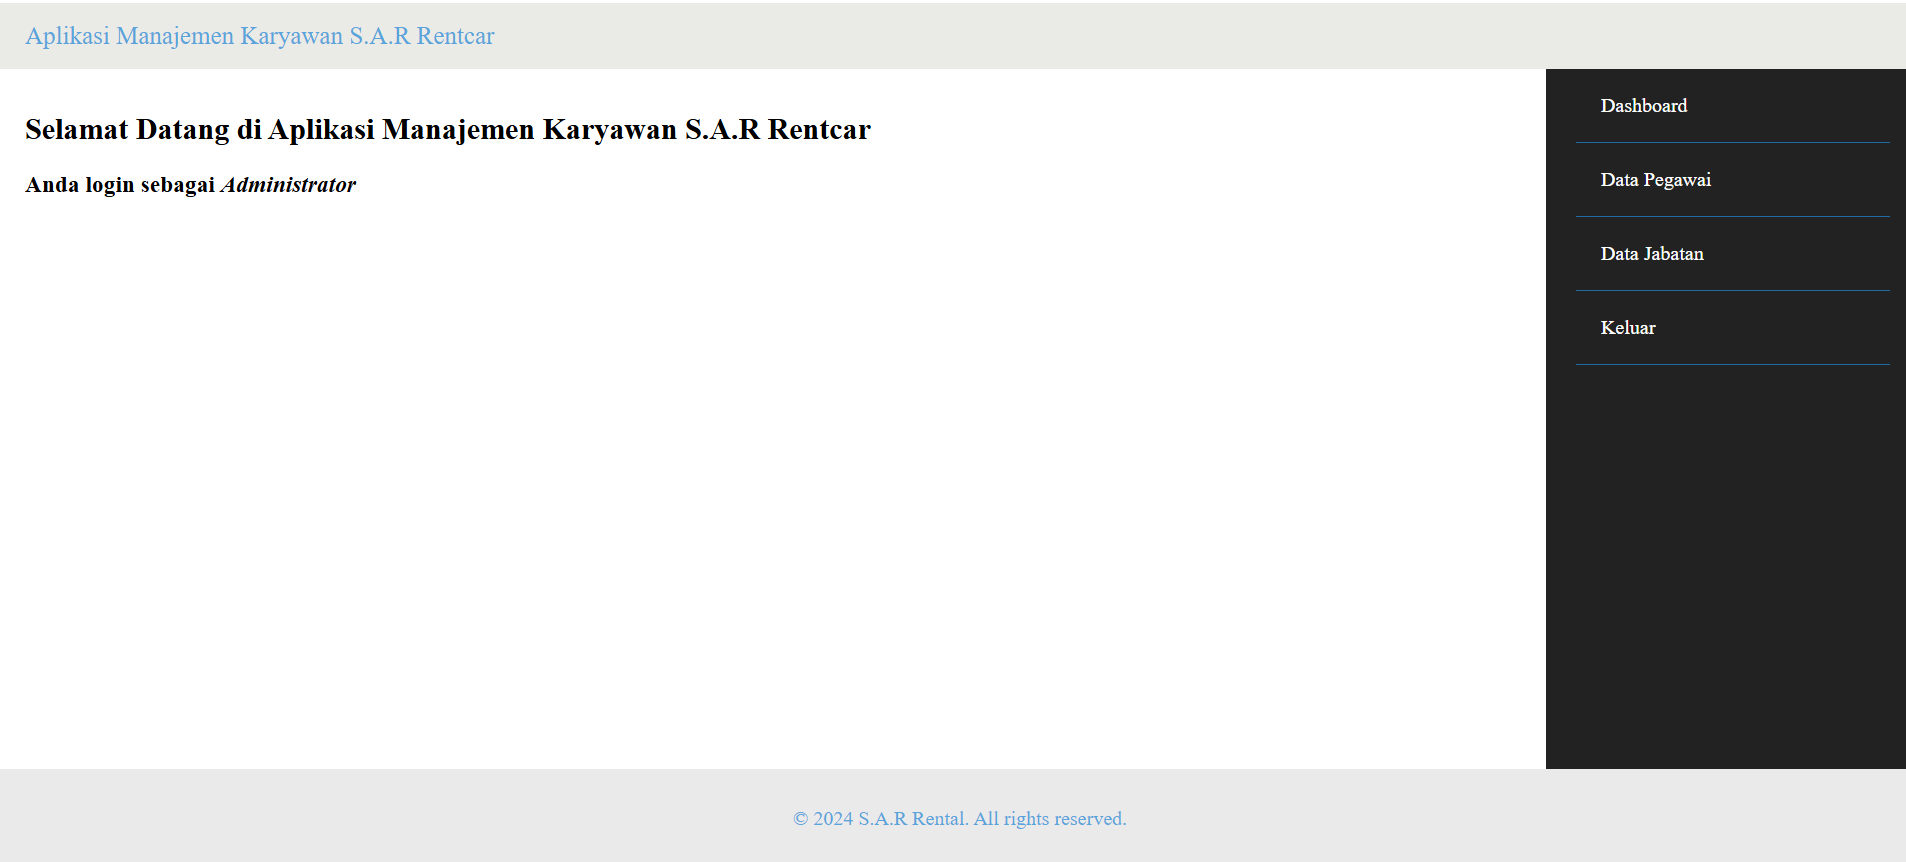 Aplikasi Manajemen Karyawan S.A.R Rentcar
Selamat Datang di Aplikasi Manajemen Karyawan S.A.R Rentcar
Anda login sebagai Administrator
Dashboard
Data Pegawai
Data Jabatan
Keluar
© 2024 S.A.R Rental. All rights reserved.